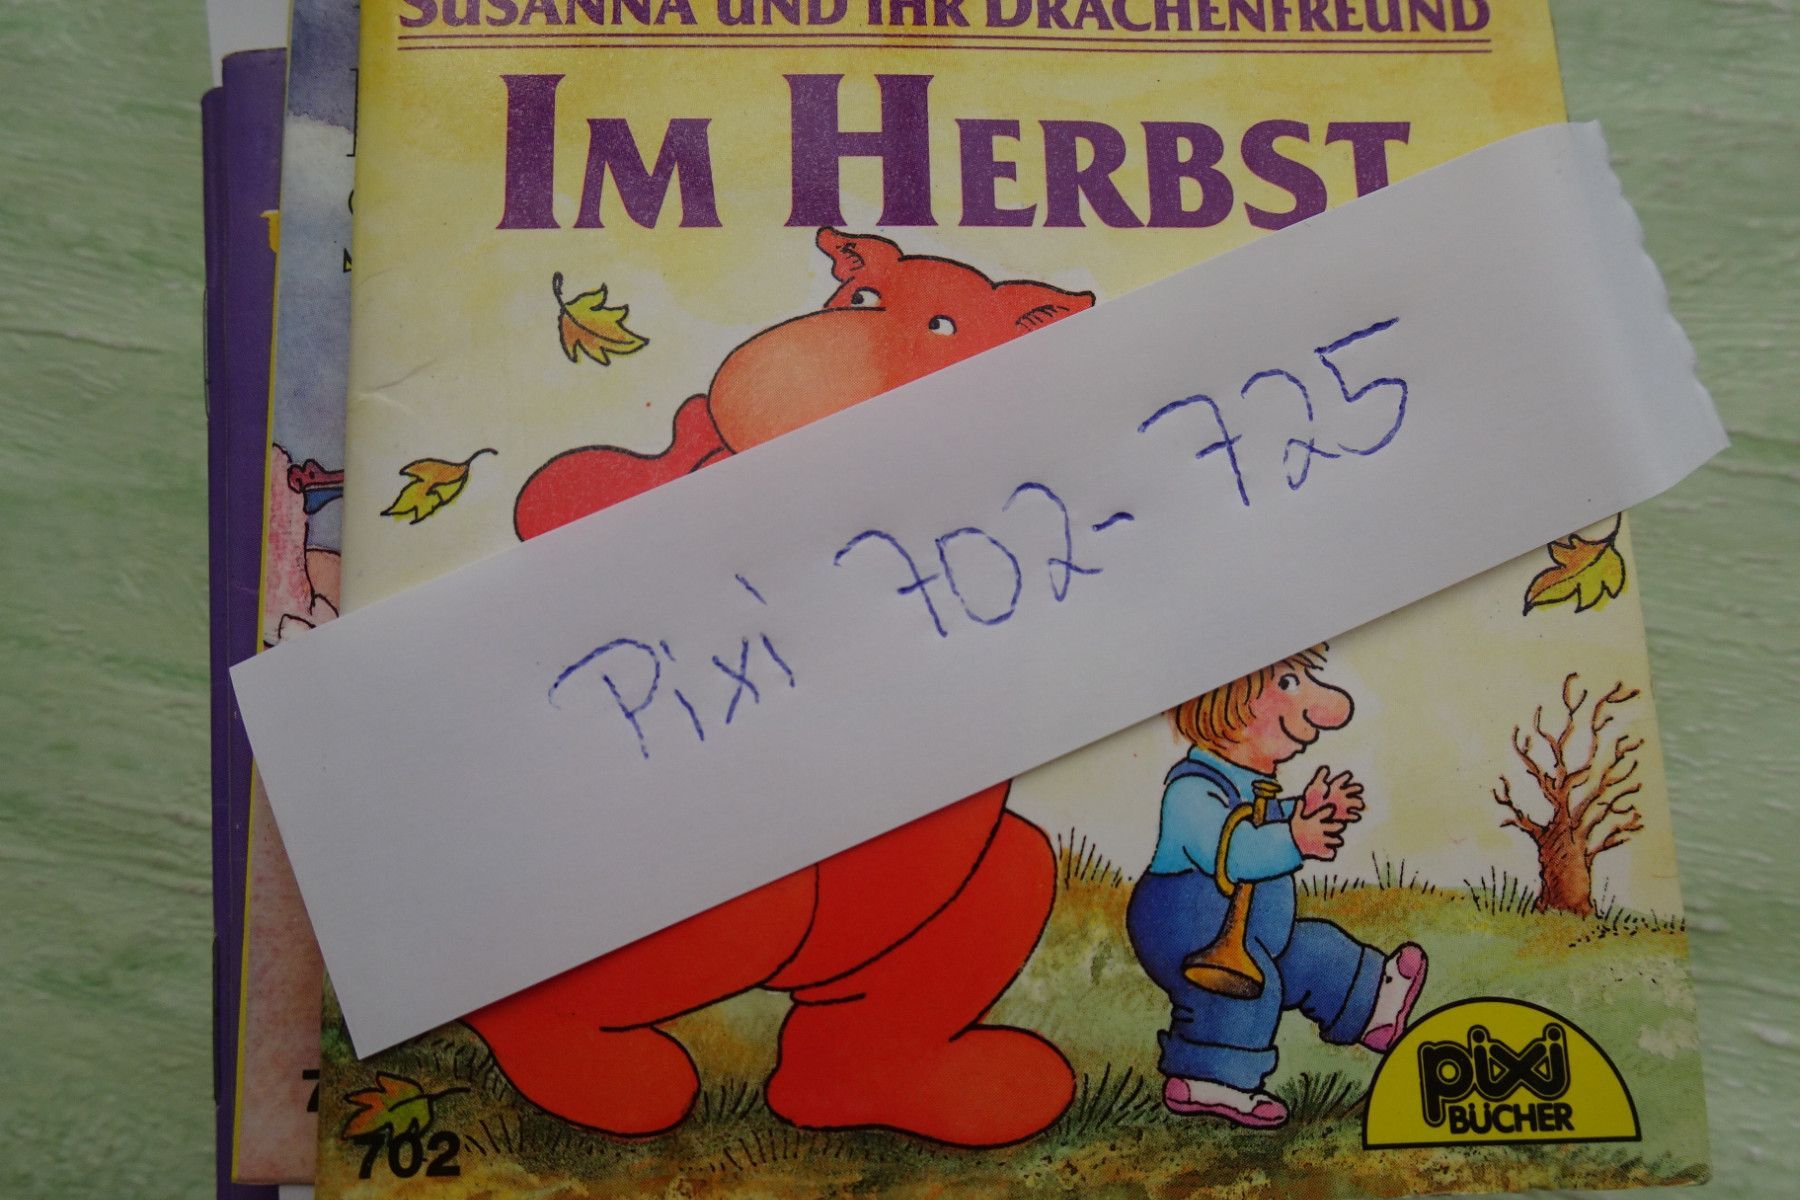 SUSANNA UND IHR DRACHENFREUND
IM HERBST
Pixi 702-725
pixi
BÜCHER
702